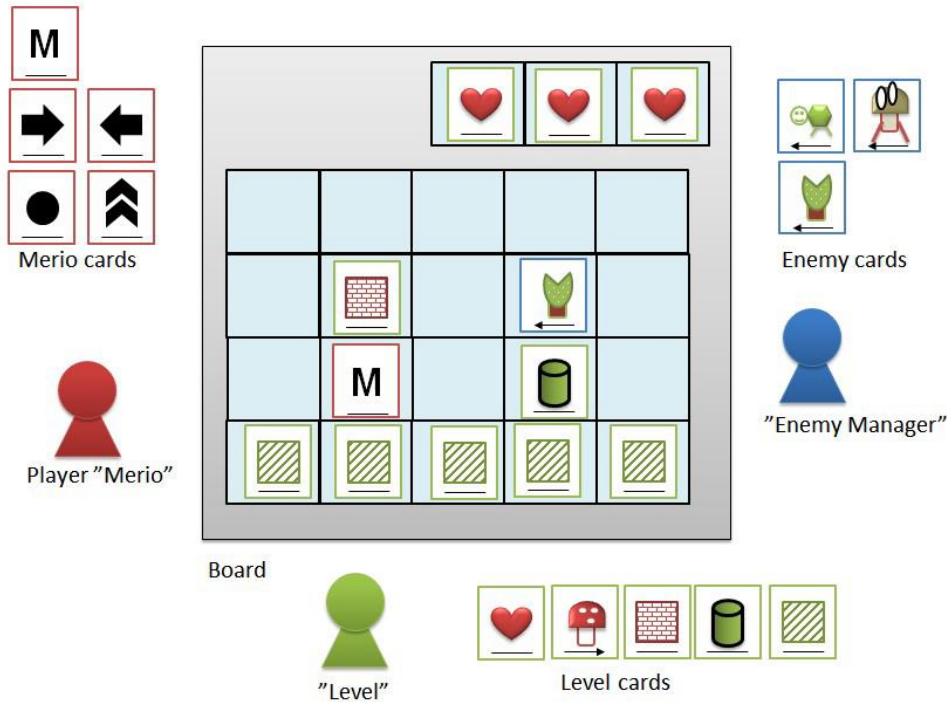 M
Merio cards
Enemy cards
M
Player ”Merio”
”Enemy Manager”
Board
”Level”
Level cards